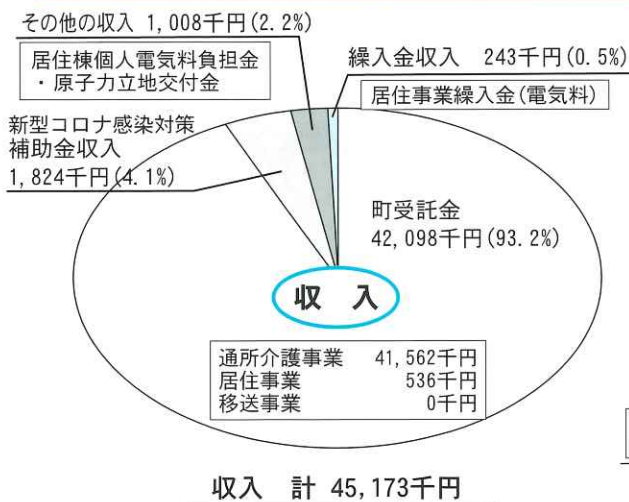 その他の収入 1,008千円(2.2%)
居住棟個人電気料負担金
・原子力立地交付金
繰入金収入 243千円(0.5%)
居住事業繰入金(電気料)
新型コロナ感染対策
補助金収入
1,824千円(4.1%)
町受託金
42,098千円(93.2%)
収 入
通所介護事業 41,562千円
居住事業 536千円
移送事業 0千円
収入 計 45,173千円